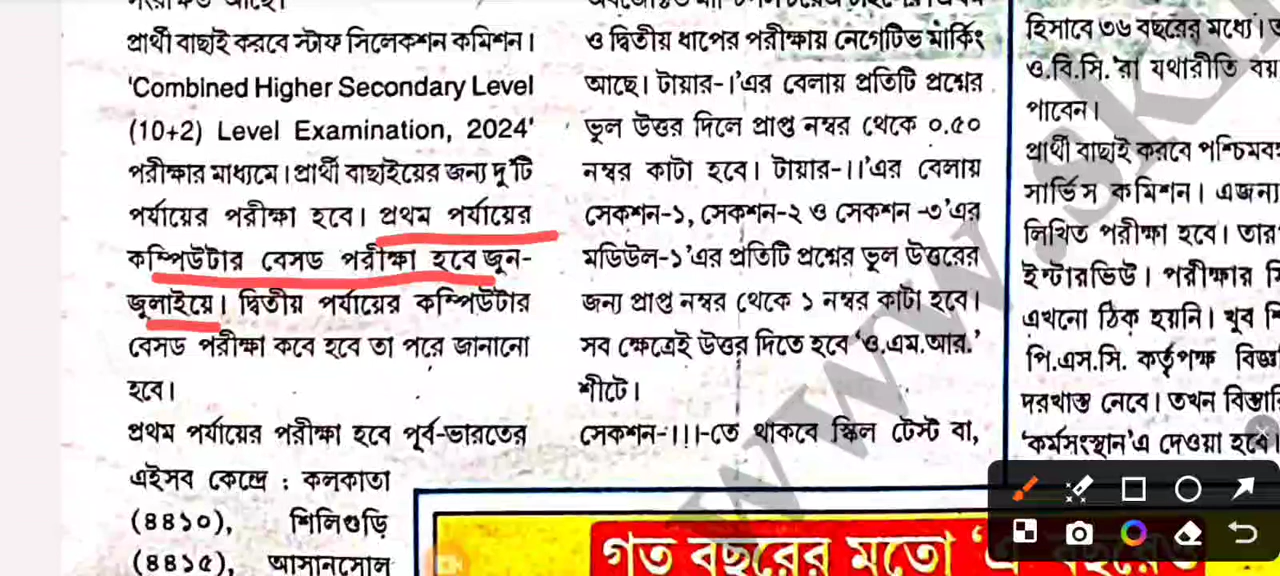 সংরক্ষিত আছে।
প্রার্থী বাছাই করবে স্টাফ সিলেকশন কমিশন।
'Combined Higher Secondary Level
(10+2) Level Examination, 2024'
পরীক্ষার মাধ্যমে। প্রার্থী বাছাইয়ের জন্য দু'টি
পর্যায়ের পরীক্ষা হবে। প্রথম পর্যায়ের
কম্পিউটার বেসড পরীক্ষা হবে জুন-
জুলাইয়ে। দ্বিতীয় পর্যায়ের কম্পিউটার
বেসড পরীক্ষা কবে হবে তা পরে জানানো
হবে।
প্রথম পর্যায়ের পরীক্ষা হবে পূর্ব-ভারতের
এইসব কেন্দ্রে : কলকাতা
(৪৪১০), শিলিগুড়ি
(৪৪১৫), আসানসোল
ও দ্বিতীয় ধাপের পরীক্ষায় নেগেটিভ মার্কিং
আছে। টায়ার-।'এর বেলায় প্রতিটি প্রশ্নের
ভুল উত্তর দিলে প্রাপ্ত নম্বর থেকে ০.৫০
নম্বর কাটা হবে। টায়ার-।।'এর বেলায়
সেকশন-১, সেকশন-২ ও সেকশন -৩'এর
মডিউল-১'এর প্রতিটি প্রশ্নের ভুল উত্তরের
জন্য প্রাপ্ত নম্বর থেকে ১ নম্বর কাটা হবে।
সব ক্ষেত্রেই উত্তর দিতে হবে 'ও.এম.আর.'
শীটে।
সেকশন-।।।-তে থাকবে স্কিল টেস্ট বা,
হিসাবে ৩৬ বছরের মধ্যে।
ও.বি.সি.'রা যথারীতি বয়
পাবেন।
প্রার্থী বাছাই করবে পশ্চিমবঙ্গ
সার্ভিস কমিশন। এজন্য
লিখিত পরীক্ষা হবে। তার
ইন্টারভিউ। পরীক্ষার সি
এখনো ঠিক হয়নি। খুব শি
পি.এস.সি. কর্তৃপক্ষ বিজ্ঞ
দরখাস্ত নেবে। তখন বিস্তারি
'কর্মসংস্থান'এ দেওয়া হবে।
গত বছরের মতো 'এ বছরেও
www.sk